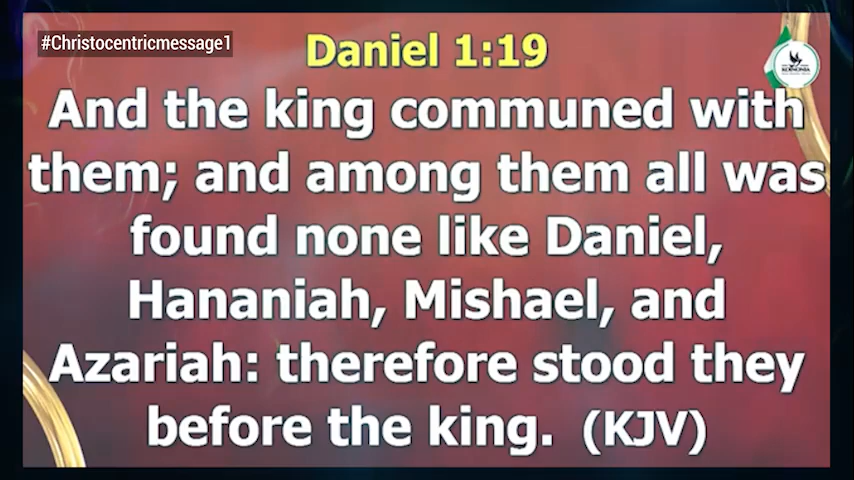 #Christocentricmessage1
Daniel 1:19
And the king communed with
them; and among them all was
found none like Daniel,
Hananiah, Mishael, and
Azariah: therefore stood they
before the king. (KJV)
KOINONIA